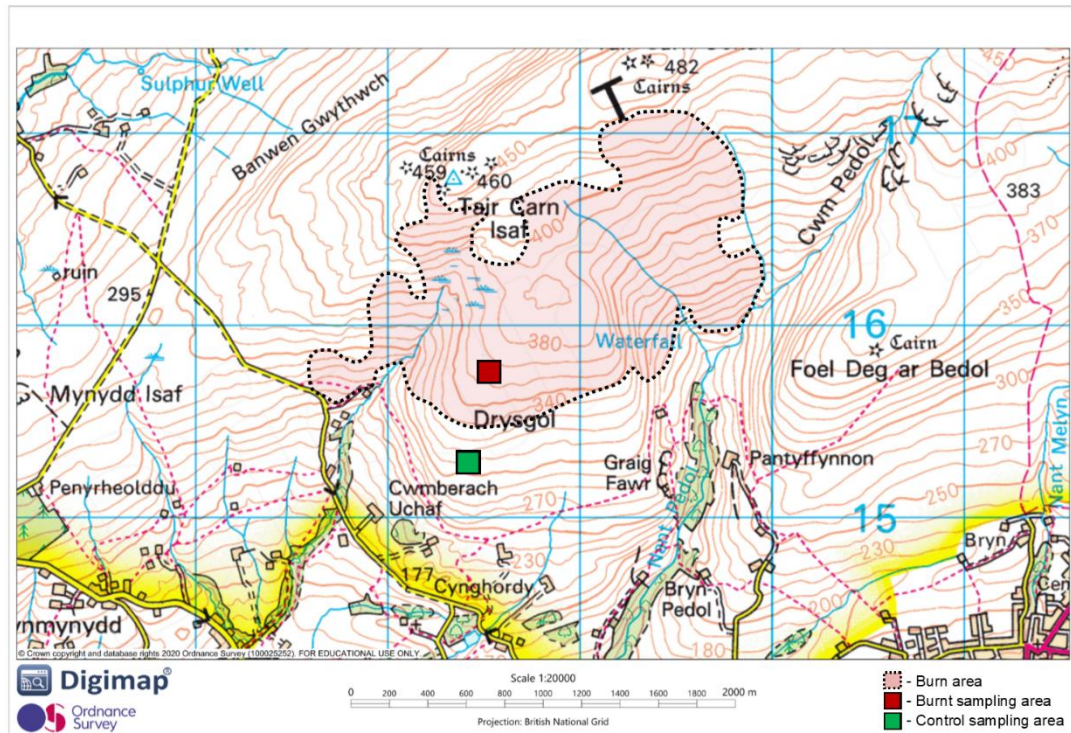 482
Cairns
Sulphur Well
Banwen Gwythwch
17
450
Cairns
459
460
400
Cwm Pedol
383
Tair Carn
Isaf
400
370
ruin
295
350
380
Waterfall
16
Cairn
Foel Deg ar Bedol
300
Mynydd Isaf
340
Drysgol
270
Nant Melyn
Penyrheolddu
Graig
Fawr
Pantyffynnon
Cwmberach
Uchaf
270
250
Nant Pedol
15
230
230
Bryn
177
Cynghordy
Bryn-
Pedol
200
Cen
ynmynydd
180
© Crown copyright and database rights 2020 Ordnance Survey (100025252). FOR EDUCATIONAL USE ONLY.
Digimap®
Ordnance
Survey
Scale 1:20000
0 200 400 600 800 1000 1200 1400 1600 1800 2000 m
Projection: British National Grid
- Burn area
- Burnt sampling area
- Control sampling area